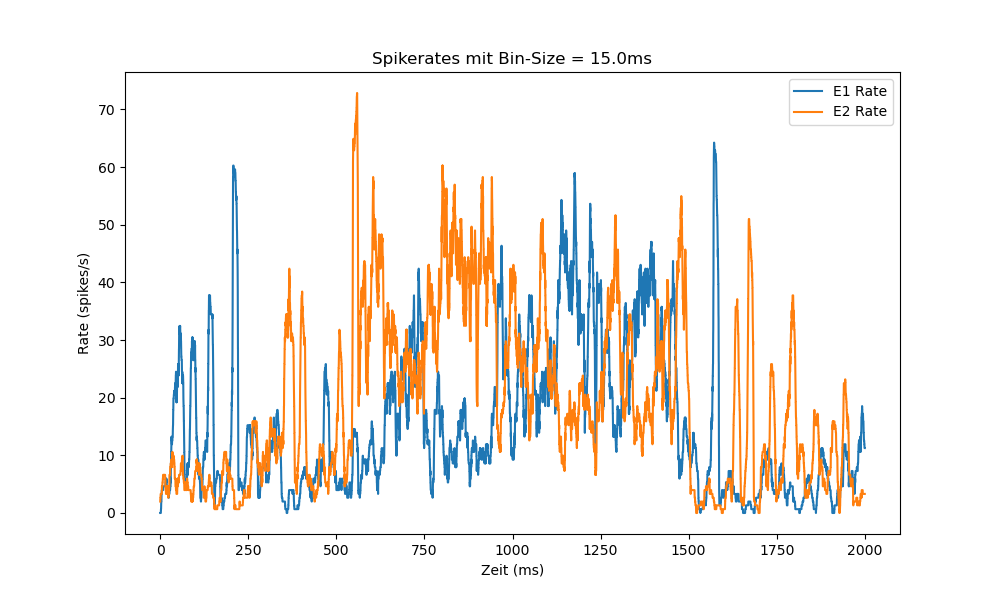 Spikerates mit Bin-Size = 15.0ms
E1 Rate
E2 Rate
70
60
50
40
30
20
10
0
Rate (spikes/s)
0 250 500 750 1000 1250 1500 1750 2000
Zeit (ms)